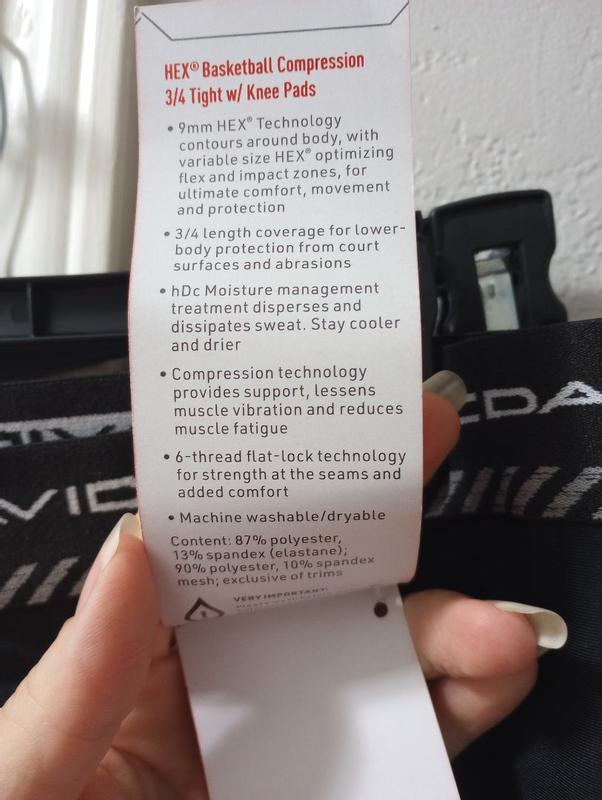 HEX® Basketball Compression
3/4 Tight w/ Knee Pads
• 9mm HEX® Technology
contours around body, with
variable size HEX® optimizing
flex and impact zones, for
ultimate comfort, movement
and protection
• 3/4 length coverage for lower-
body protection from court
surfaces and abrasions
• hDc Moisture management
treatment disperses and
dissipates sweat. Stay cooler
and drier
• Compression technology
provides support, lessens
muscle vibration and reduces
muscle fatigue
• 6-thread flat-lock technology
for strength at the seams and
added comfort
• Machine washable/dryable
Content: 87% polyester,
13% spandex (elastane);
90% polyester, 10% spandex
mesh; exclusive of trims
VERY IMPORTANT: